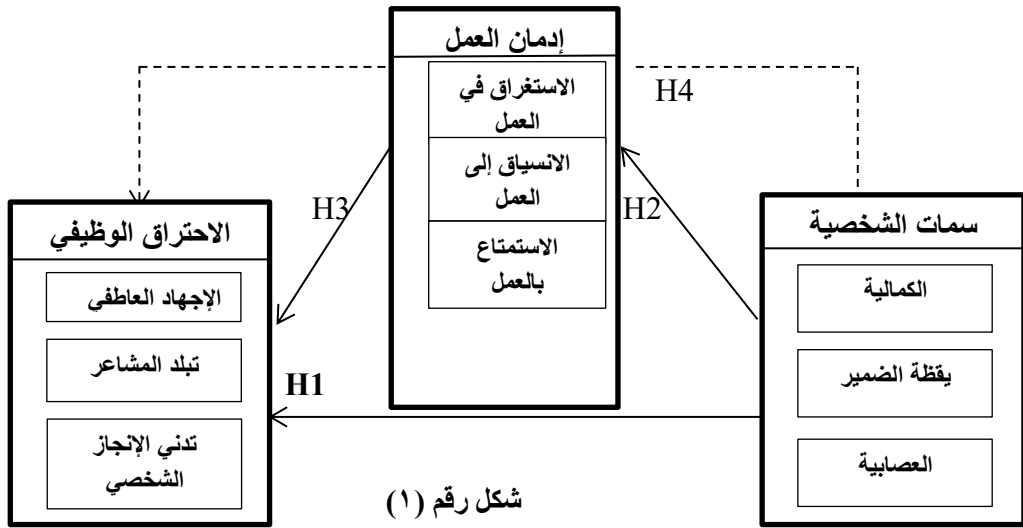 إدمان العمل
الاستغراق في
العمل
الانسياق إلى
العمل
الاستمتاع
بالعمل
H4
H2
H3
H1
سمات الشخصية
الكمالية
يقظة الضمير
العصابية
الاحتراق الوظيفي
الإجهاد العاطفي
تبلد المشاعر
تدني الإنجاز
الشخصي
شكل رقم (١)